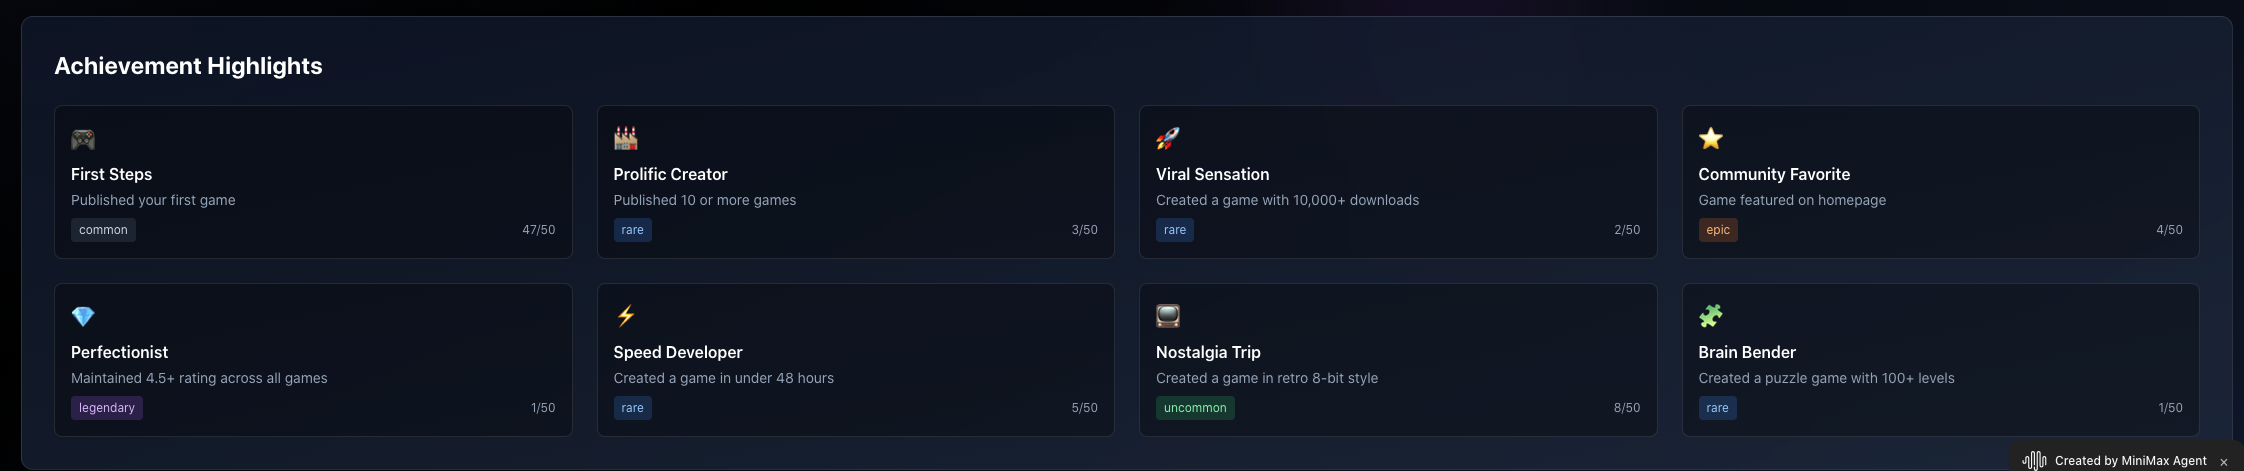 Achievement Highlights
First Steps
Published your first game
common 47/50
Prolific Creator
Published 10 or more games
rare 3/50
Viral Sensation
Created a game with 10,000+ downloads
rare 2/50
Community Favorite
Game featured on homepage
epic 4/50
Perfectionist
Maintained 4.5+ rating across all games
legendary 1/50
Speed Developer
Created a game in under 48 hours
rare 5/50
Nostalgia Trip
Created a game in retro 8-bit style
uncommon 8/50
Brain Bender
Created a puzzle game with 100+ levels
rare 1/50
Created by MiniMax Agent ×